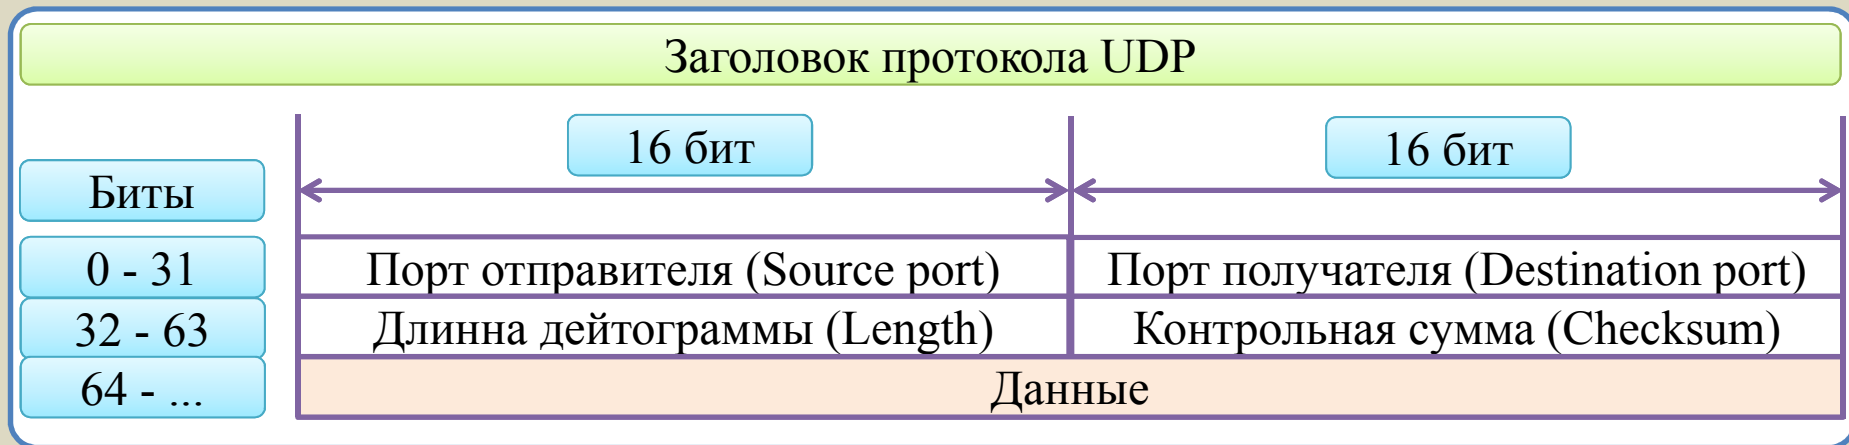 Заголовок протокола UDP
16 бит
16 бит
Биты
0 - 31
Порт отправителя (Source port)
Порт получателя (Destination port)
32 - 63
Длинна дейтограммы (Length)
Контрольная сумма (Checksum)
64 - ...
Данные